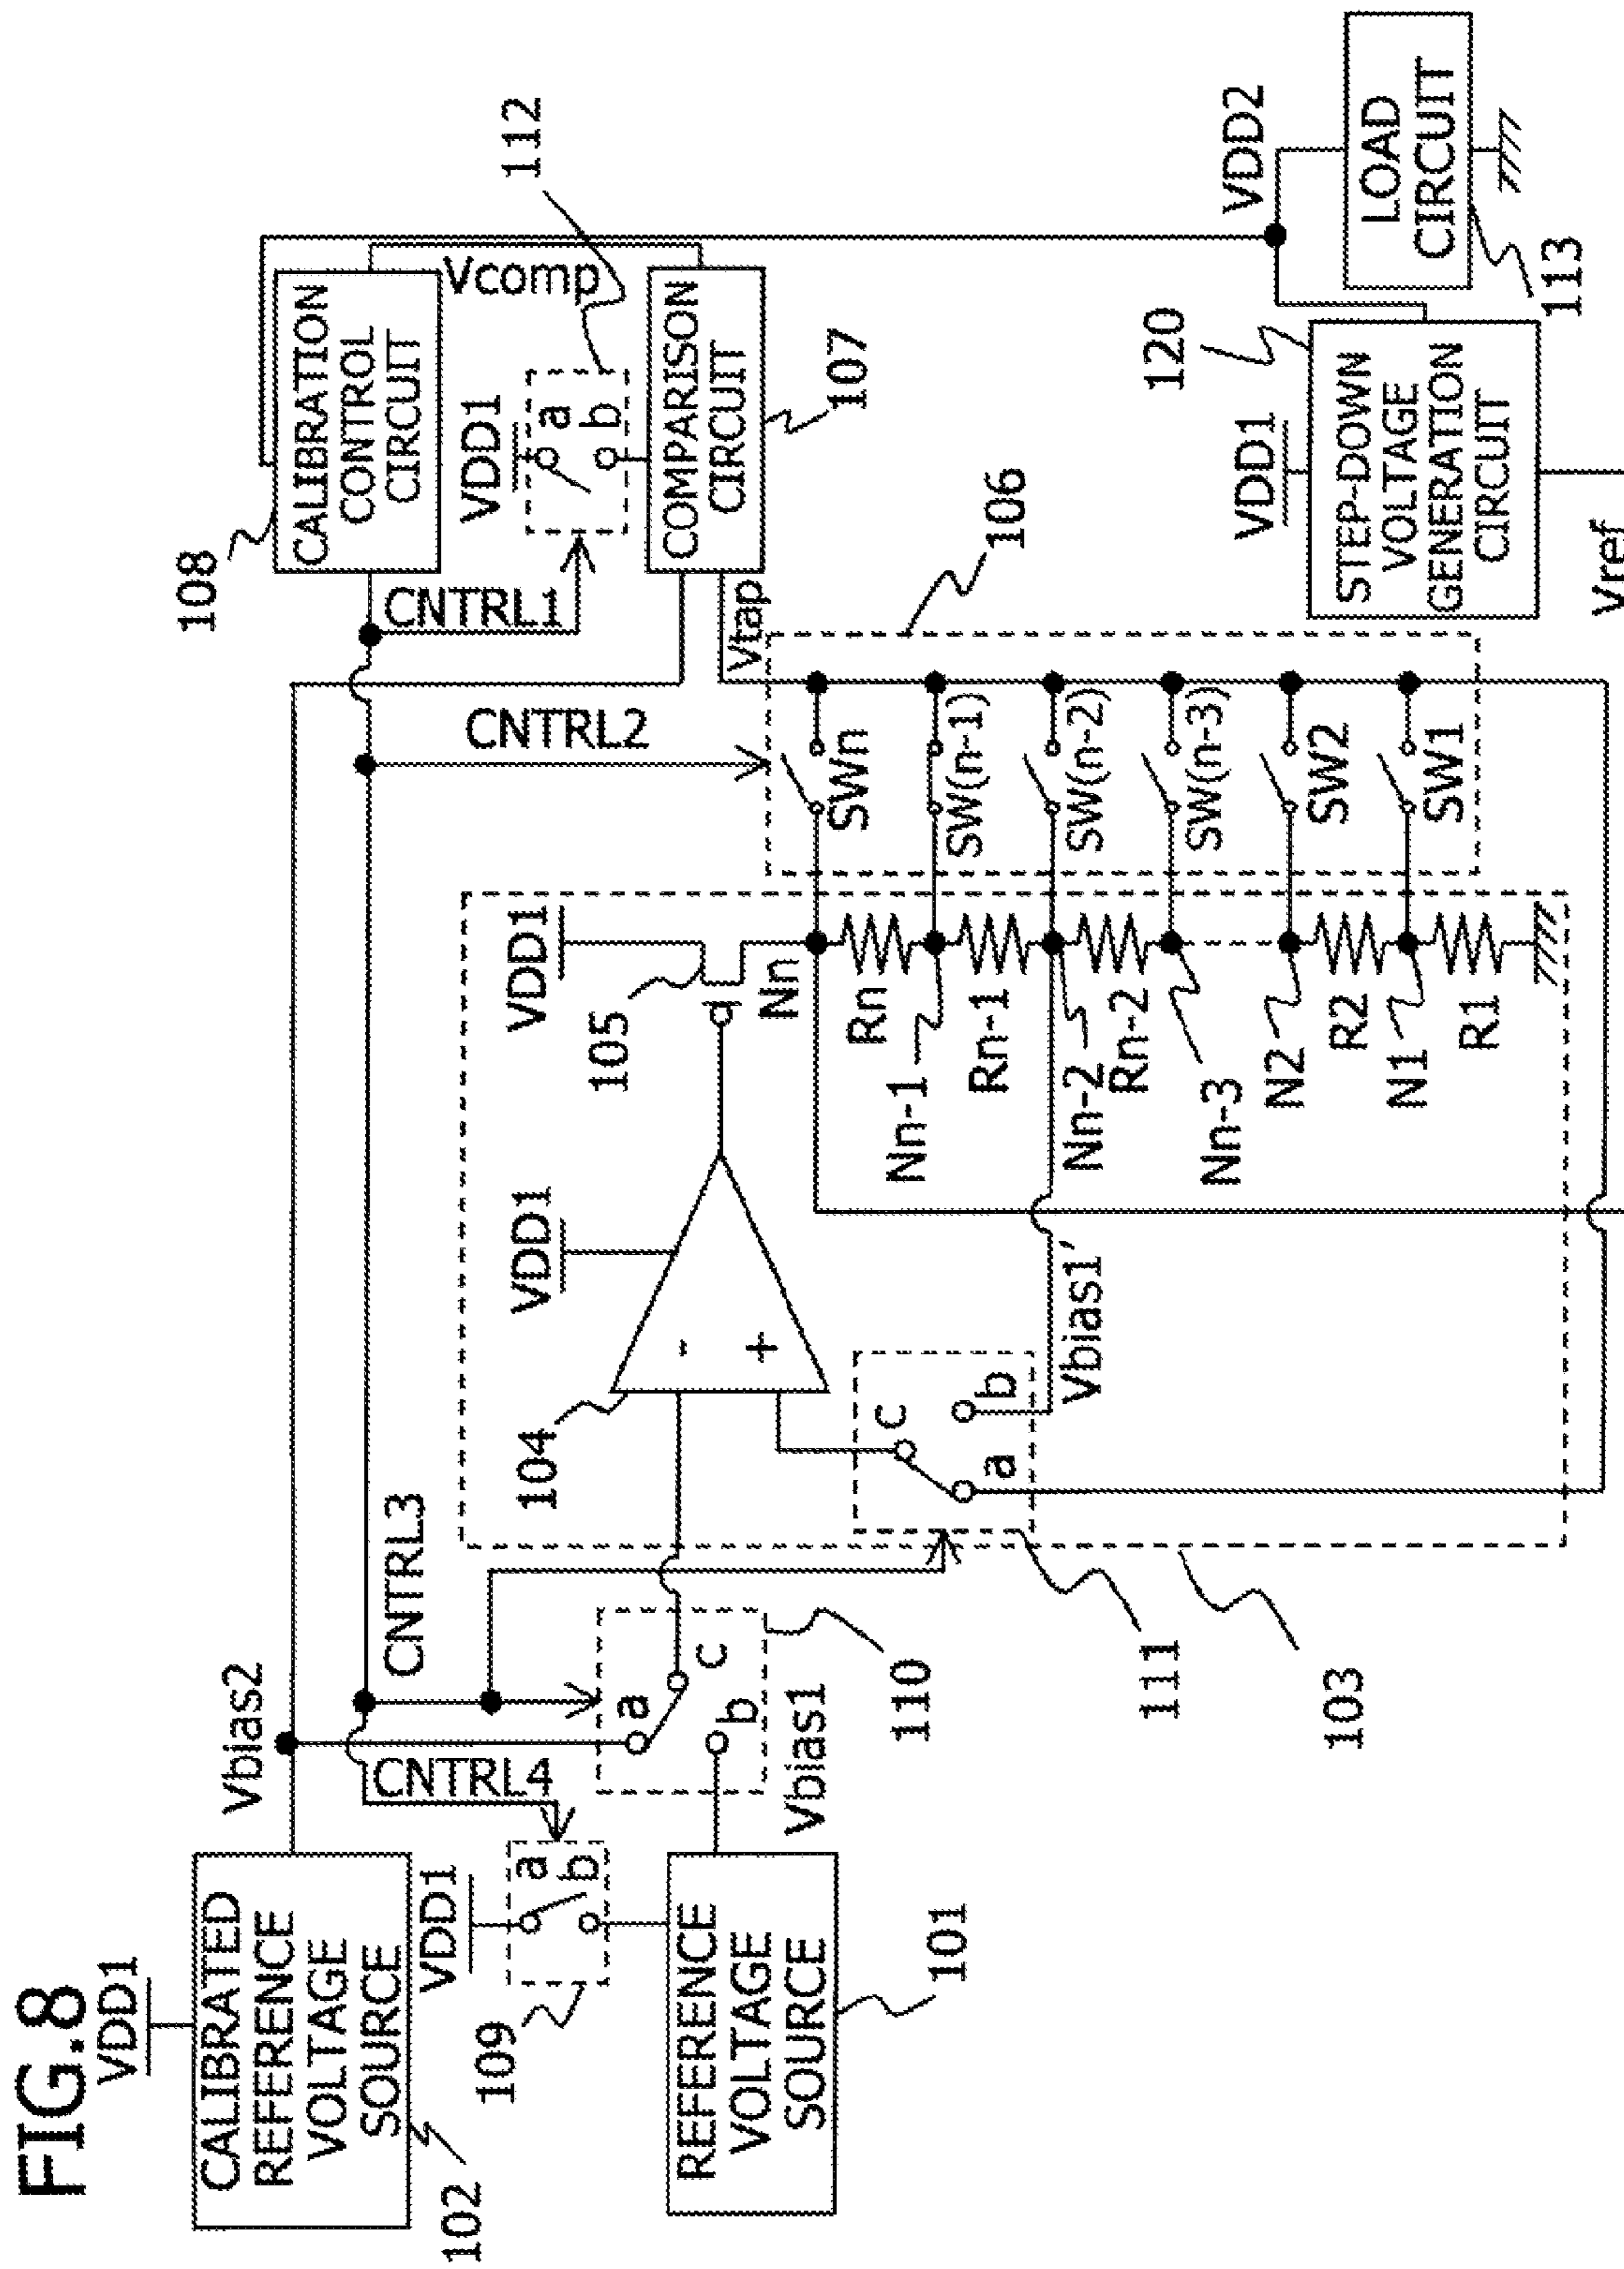 FIG.8
VDD1
CALIBRATED
REFERENCE
VOLTAGE
SOURCE
102
Vbias2
CNTRL3
CNTRL4
VDD1
a
b
109
REFERENCE
VOLTAGE
SOURCE
101
Vbias1
a
b
c
110
111
103
104
VDD1
-
+
c
a
b
Vbias1'
VDD1
105
Nn
Rn
Nn-1
Rn-1
Nn-2
Rn-2
Nn-3
N2
R2
N1
R1
CNTRL2
SWn
SW(n-1)
SW(n-2)
SW(n-3)
SW2
SW1
106
Vtap
108
CALIBRATION
CONTROL
CIRCUIT
CNTRL1
Vcomp
VDD1
a
b
112
COMPARISON
CIRCUIT
107
120
VDD1
STEP-DOWN
VOLTAGE
GENERATION
CIRCUIT
Vref
VDD2
LOAD
CIRCUIT
113